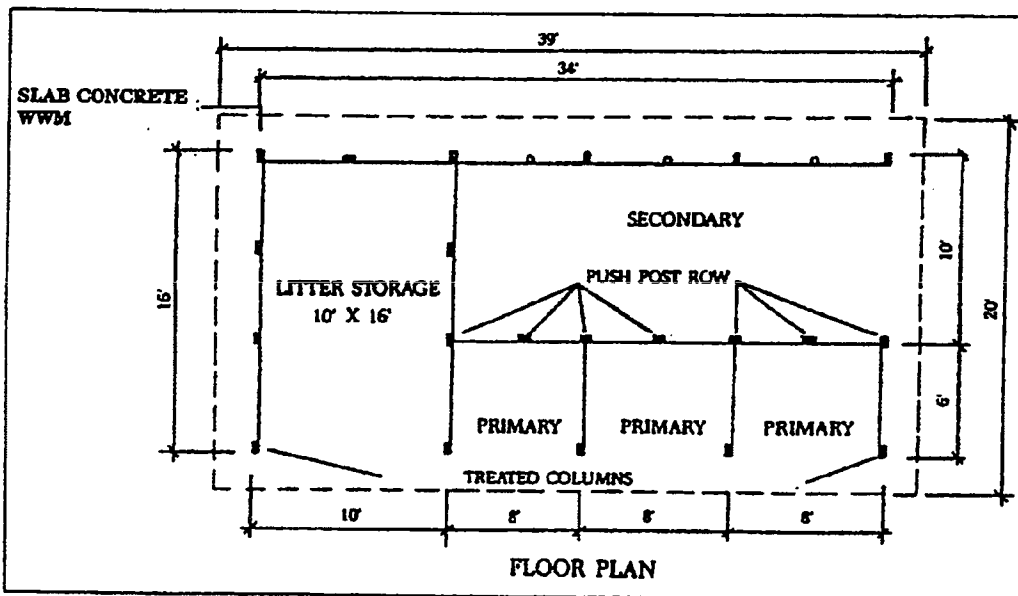 39'
34'
SLAB CONCRETE
WWM
SECONDARY
PUSH POST ROW
LITTER STORAGE
10' X 16'
16'
10'
20'
6'
PRIMARY PRIMARY PRIMARY
TREATED COLUMNS
10' 8' 8' 8'
FLOOR PLAN